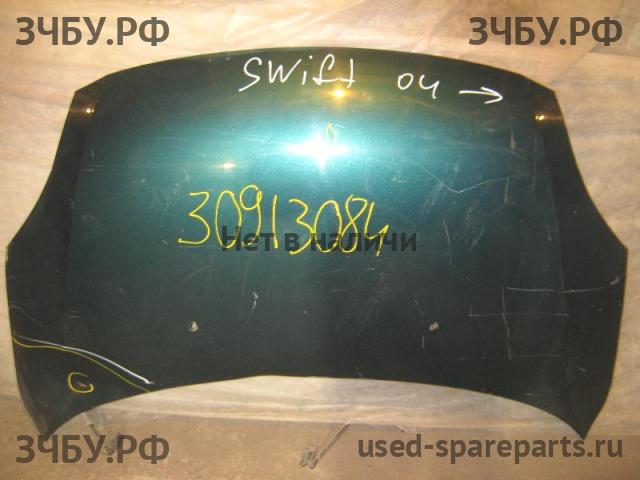 ЗЧБУ.РФ ЗЧБУ.РФ
Swift 04 →
30913084
Нет в наличи
G
ЗЧБУ.РФ used-spareparts.ru